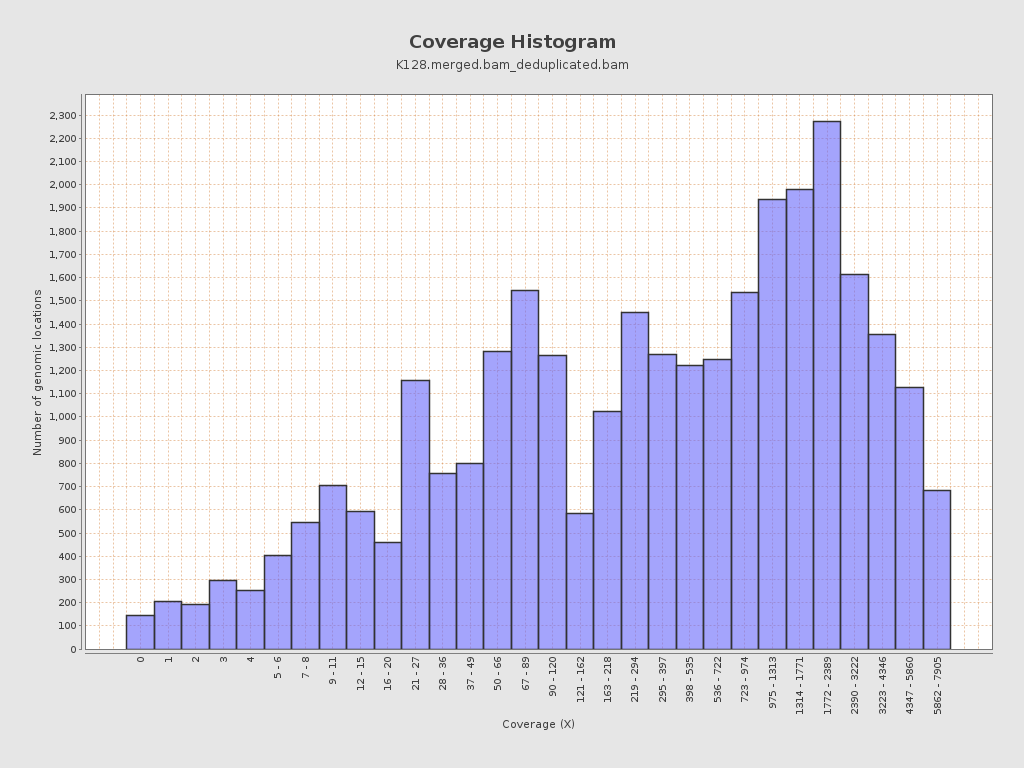 Coverage Histogram
K128.merged.bam_deduplicated.bam
Number of genomic locations
2,300
2,200
2,100
2,000
1,900
1,800
1,700
1,600
1,500
1,400
1,300
1,200
1,100
1,000
900
800
700
600
500
400
300
200
100
0
0
1
2
3
4
5 - 6
7 - 8
9 - 11
12 - 15
16 - 20
21 - 27
28 - 36
37 - 49
50 - 66
67 - 89
90 - 120
121 - 162
163 - 218
219 - 294
295 - 397
398 - 535
536 - 722
723 - 974
975 - 1313
1314 - 1771
1772 - 2389
2390 - 3222
3223 - 4346
4347 - 5860
5862 - 7905
Coverage (X)